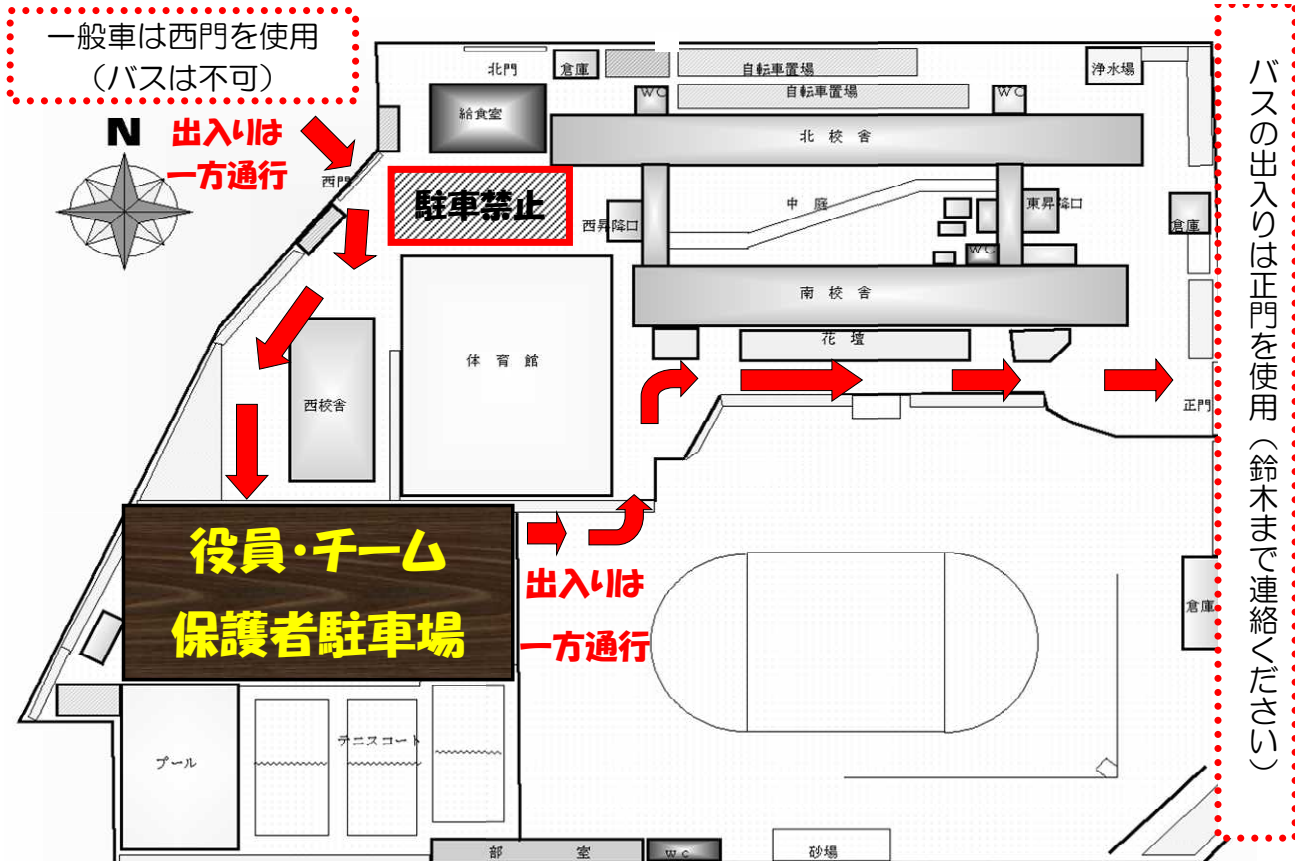 一般車は西門を使用
（バスは不可）
バスの出入りは正門を使用（鈴木まで連絡ください）
N
出入りは
一方通行
北門
倉庫
自転車置場
自転車置場
浄水場
WC
WC
給食室
北校舎
西門
駐車禁止
中庭
西昇降口
東昇降口
倉庫
WC
南校舎
花壇
体育館
西校舎
正門
役員・チーム
保護者駐車場
出入りは
一方通行
倉庫
プール
テニスコート
部室
WC
砂場